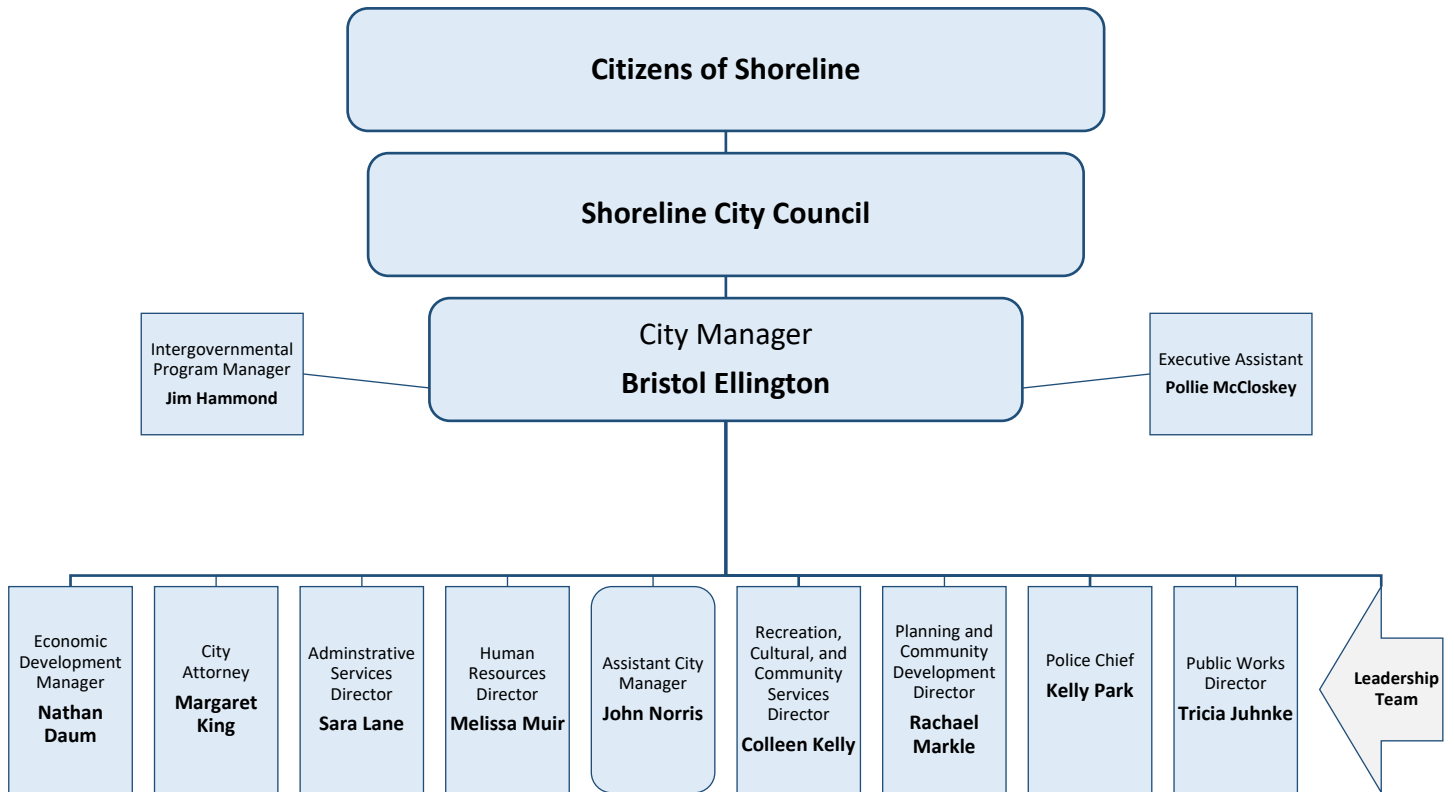 Citizens of Shoreline
Shoreline City Council
City Manager
Bristol Ellington
Intergovernmental
Program Manager
Jim Hammond
Executive Assistant
Pollie McCloskey
Economic
Development
Manager
Nathan
Daum
City
Attorney
Margaret
King
Adminstrative
Services
Director
Sara Lane
Human
Resources
Director
Melissa Muir
Assistant City
Manager
John Norris
Recreation,
Cultural, and
Community
Services
Director
Colleen Kelly
Planning and
Community
Development
Director
Rachael
Markle
Police Chief
Kelly Park
Public Works
Director
Tricia Juhnke
Leadership
Team